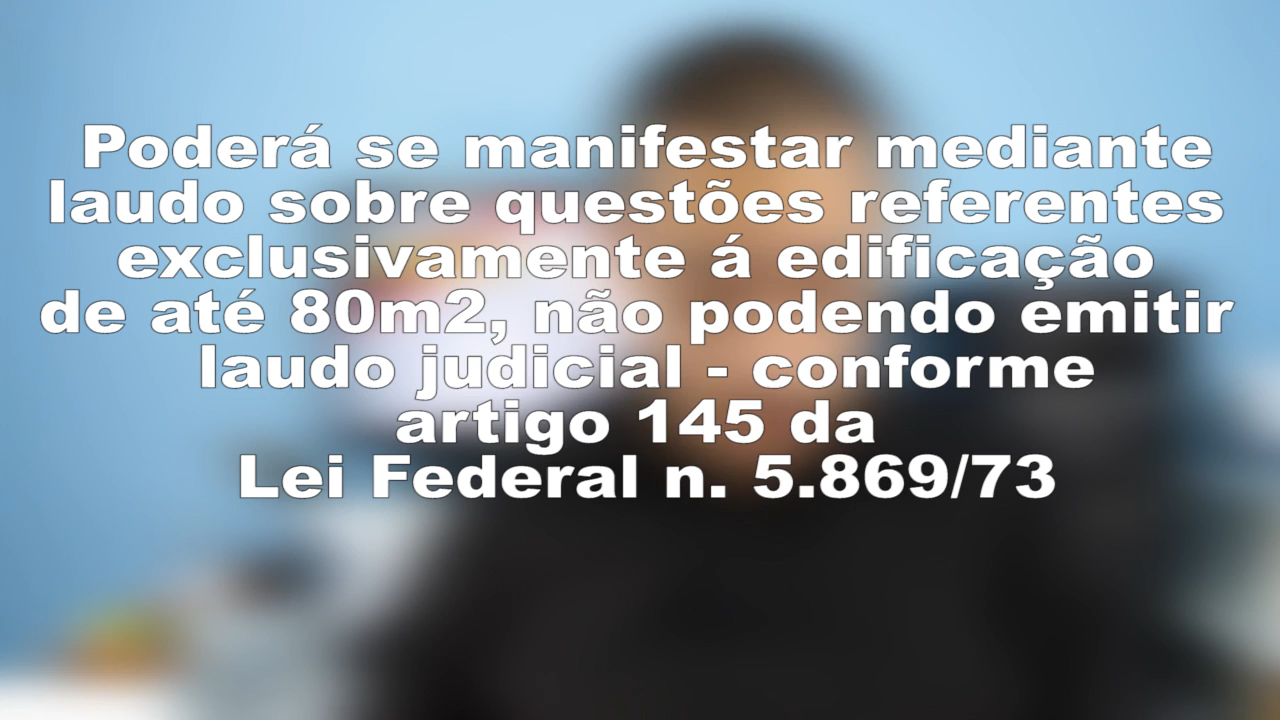 Poderá se manifestar mediante
laudo sobre questões referentes
exclusivamente á edificação
de até 80m2, não podendo emitir
laudo judicial - conforme
artigo 145 da
Lei Federal n. 5.869/73